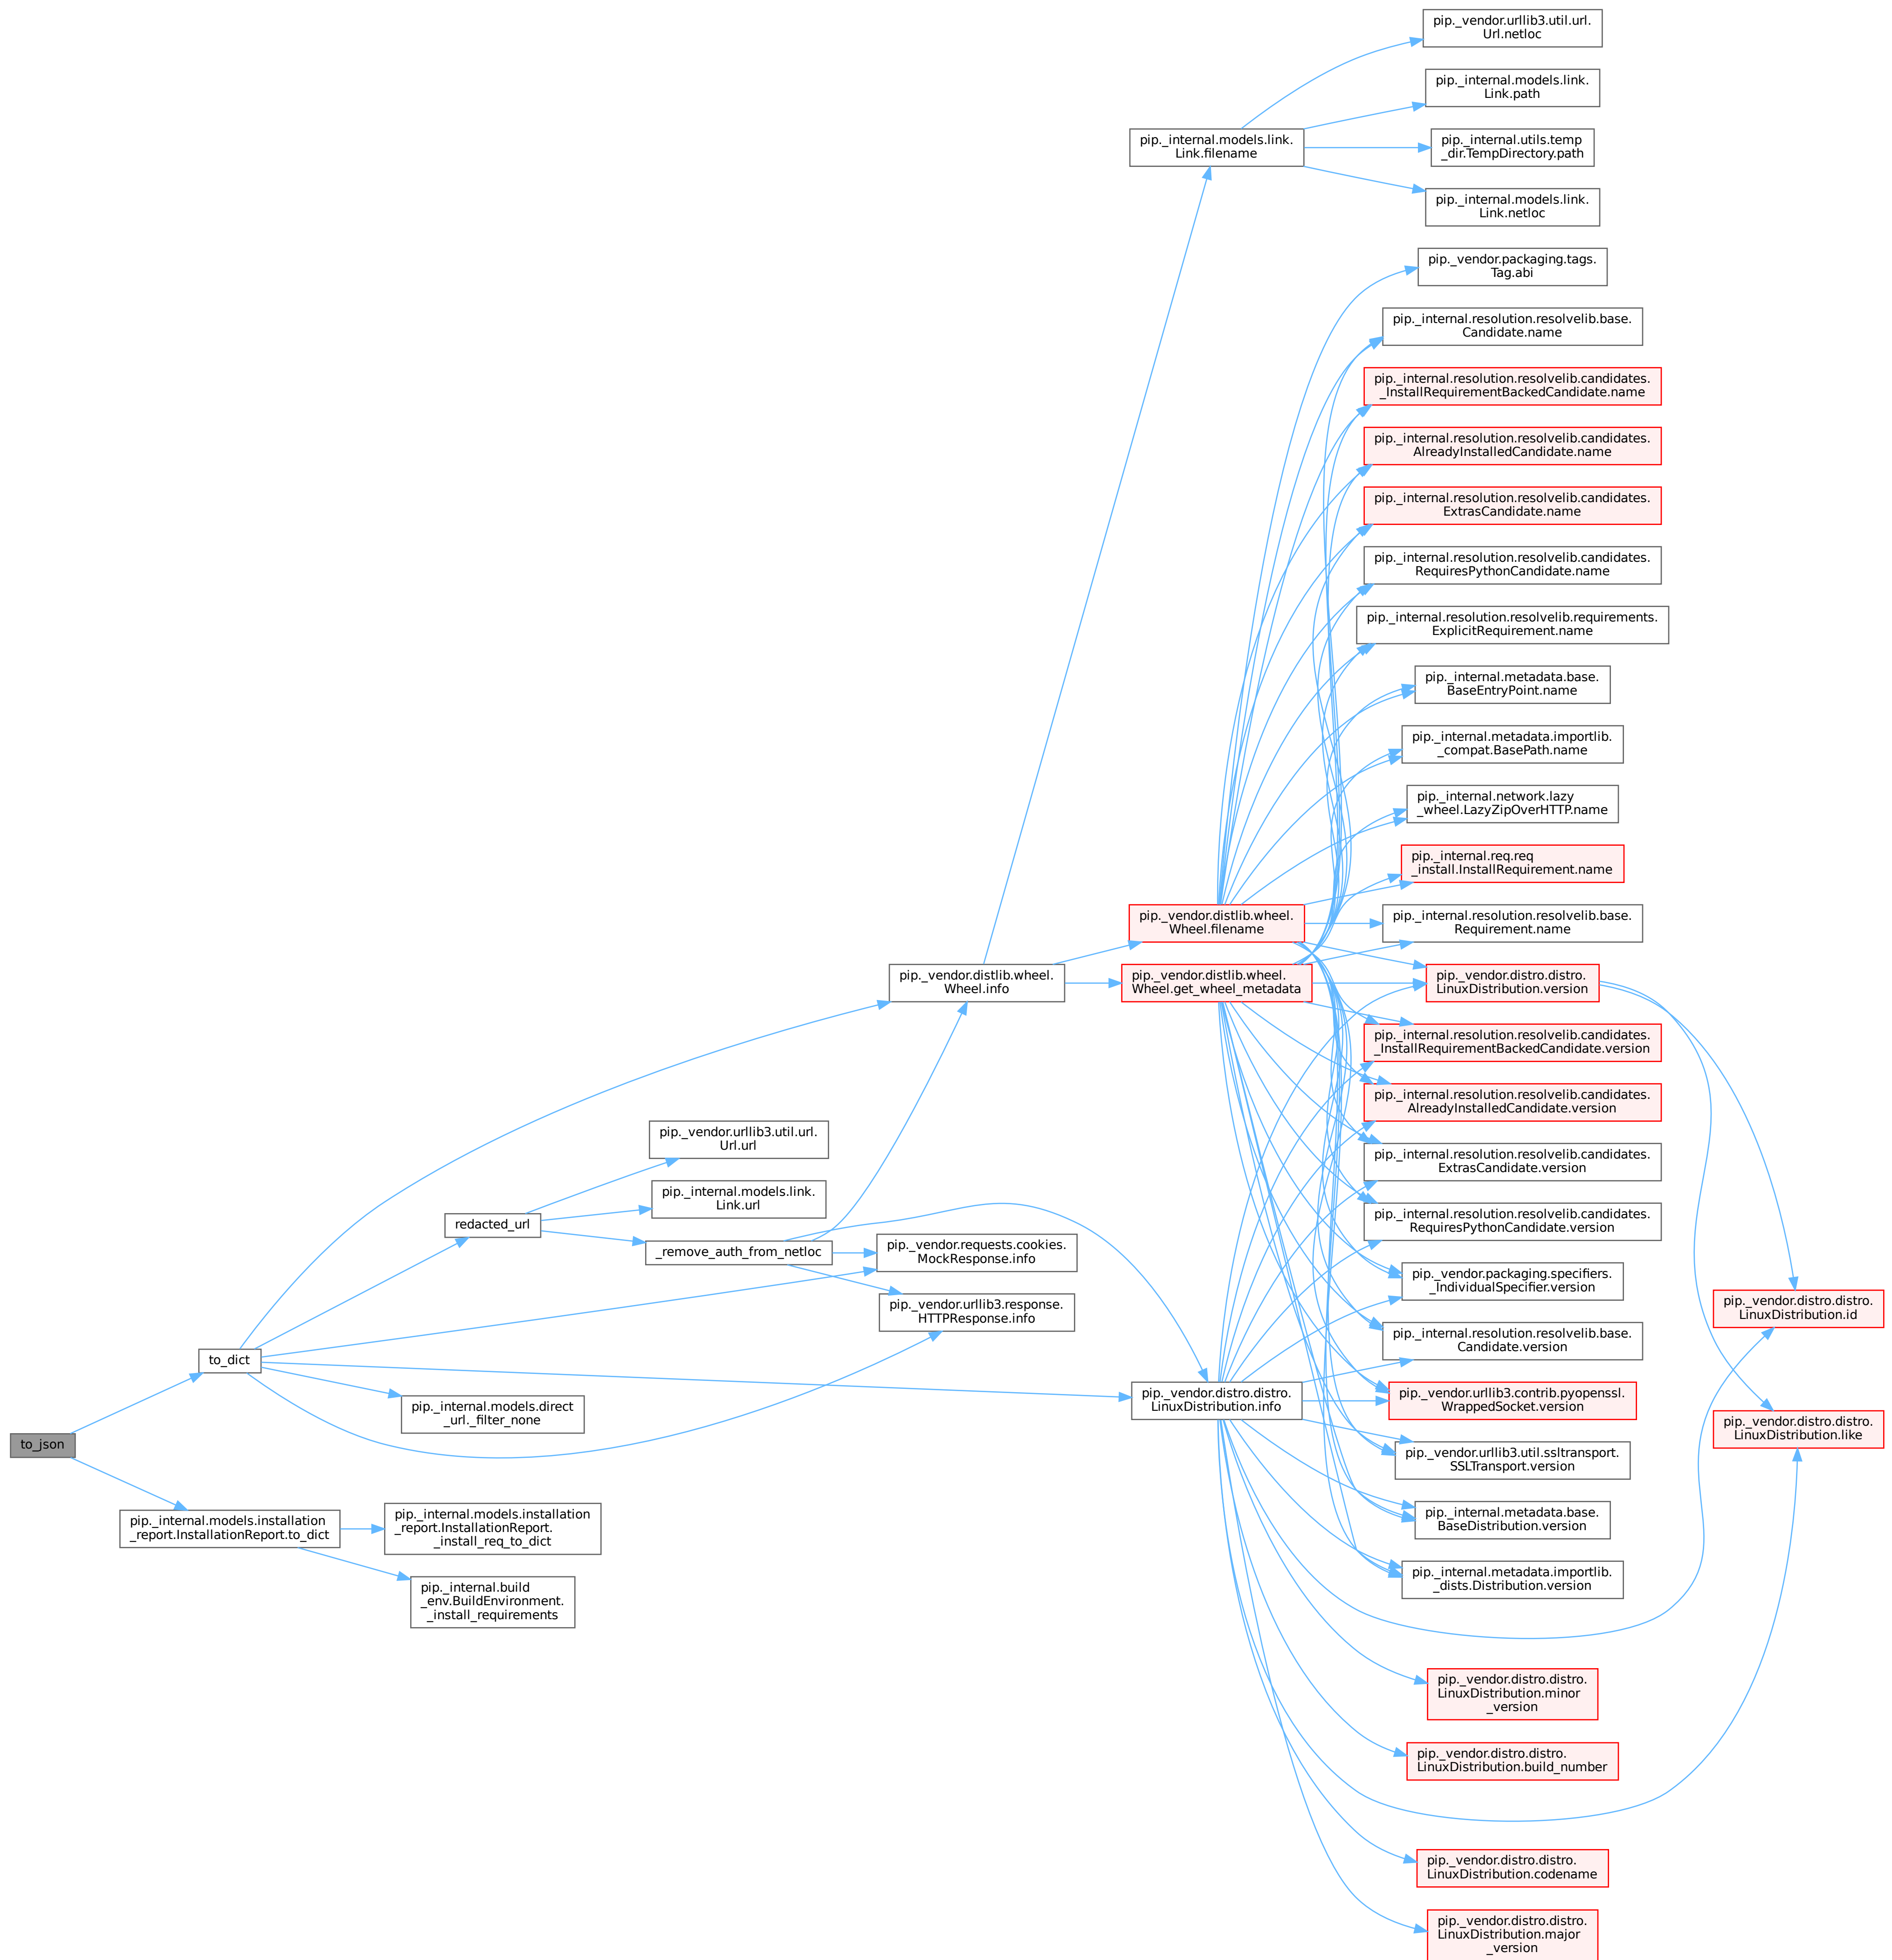 to_json
to_dict
pip._internal.models.installation
_report.InstallationReport.to_dict
redacted_url
pip._internal.models.direct
_url._filter_none
pip._internal.models.installation
_report.InstallationReport.
_install_req_to_dict
pip._internal.build
_env.BuildEnvironment.
_install_requirements
pip._vendor.urllib3.util.url.
Url.url
pip._internal.models.link.
Link.url
_remove_auth_from_netloc
pip._vendor.distlib.wheel.
Wheel.info
pip._vendor.requests.cookies.
MockResponse.info
pip._vendor.urllib3.response.
HTTPResponse.info
pip._internal.models.link.
Link.filename
pip._vendor.distlib.wheel.
Wheel.filename
pip._vendor.distlib.wheel.
Wheel.get_wheel_metadata
pip._vendor.distro.distro.
LinuxDistribution.info
pip._vendor.urllib3.util.url.
Url.netloc
pip._internal.models.link.
Link.path
pip._internal.utils.temp
_dir.TempDirectory.path
pip._internal.models.link.
Link.netloc
pip._vendor.packaging.tags.
Tag.abi
pip._internal.resolution.resolvelib.base.
Candidate.name
pip._internal.resolution.resolvelib.candidates.
_InstallRequirementBackedCandidate.name
pip._internal.resolution.resolvelib.candidates.
AlreadyInstalledCandidate.name
pip._internal.resolution.resolvelib.candidates.
ExtrasCandidate.name
pip._internal.resolution.resolvelib.candidates.
RequiresPythonCandidate.name
pip._internal.resolution.resolvelib.requirements.
ExplicitRequirement.name
pip._internal.metadata.base.
BaseEntryPoint.name
pip._internal.metadata.importlib.
_compat.BasePath.name
pip._internal.network.lazy
_wheel.LazyZipOverHTTP.name
pip._internal.req.req
_install.InstallRequirement.name
pip._internal.resolution.resolvelib.base.
Requirement.name
pip._vendor.distro.distro.
LinuxDistribution.version
pip._internal.resolution.resolvelib.candidates.
_InstallRequirementBackedCandidate.version
pip._internal.resolution.resolvelib.candidates.
AlreadyInstalledCandidate.version
pip._internal.resolution.resolvelib.candidates.
ExtrasCandidate.version
pip._internal.resolution.resolvelib.candidates.
RequiresPythonCandidate.version
pip._vendor.packaging.specifiers.
_IndividualSpecifier.version
pip._internal.resolution.resolvelib.base.
Candidate.version
pip._vendor.urllib3.contrib.pyopenssl.
WrappedSocket.version
pip._vendor.urllib3.util.ssltransport.
SSLTransport.version
pip._internal.metadata.base.
BaseDistribution.version
pip._internal.metadata.importlib.
_dists.Distribution.version
pip._vendor.distro.distro.
LinuxDistribution.minor
_version
pip._vendor.distro.distro.
LinuxDistribution.build_number
pip._vendor.distro.distro.
LinuxDistribution.codename
pip._vendor.distro.distro.
LinuxDistribution.major
_version
pip._vendor.distro.distro.
LinuxDistribution.id
pip._vendor.distro.distro.
LinuxDistribution.like